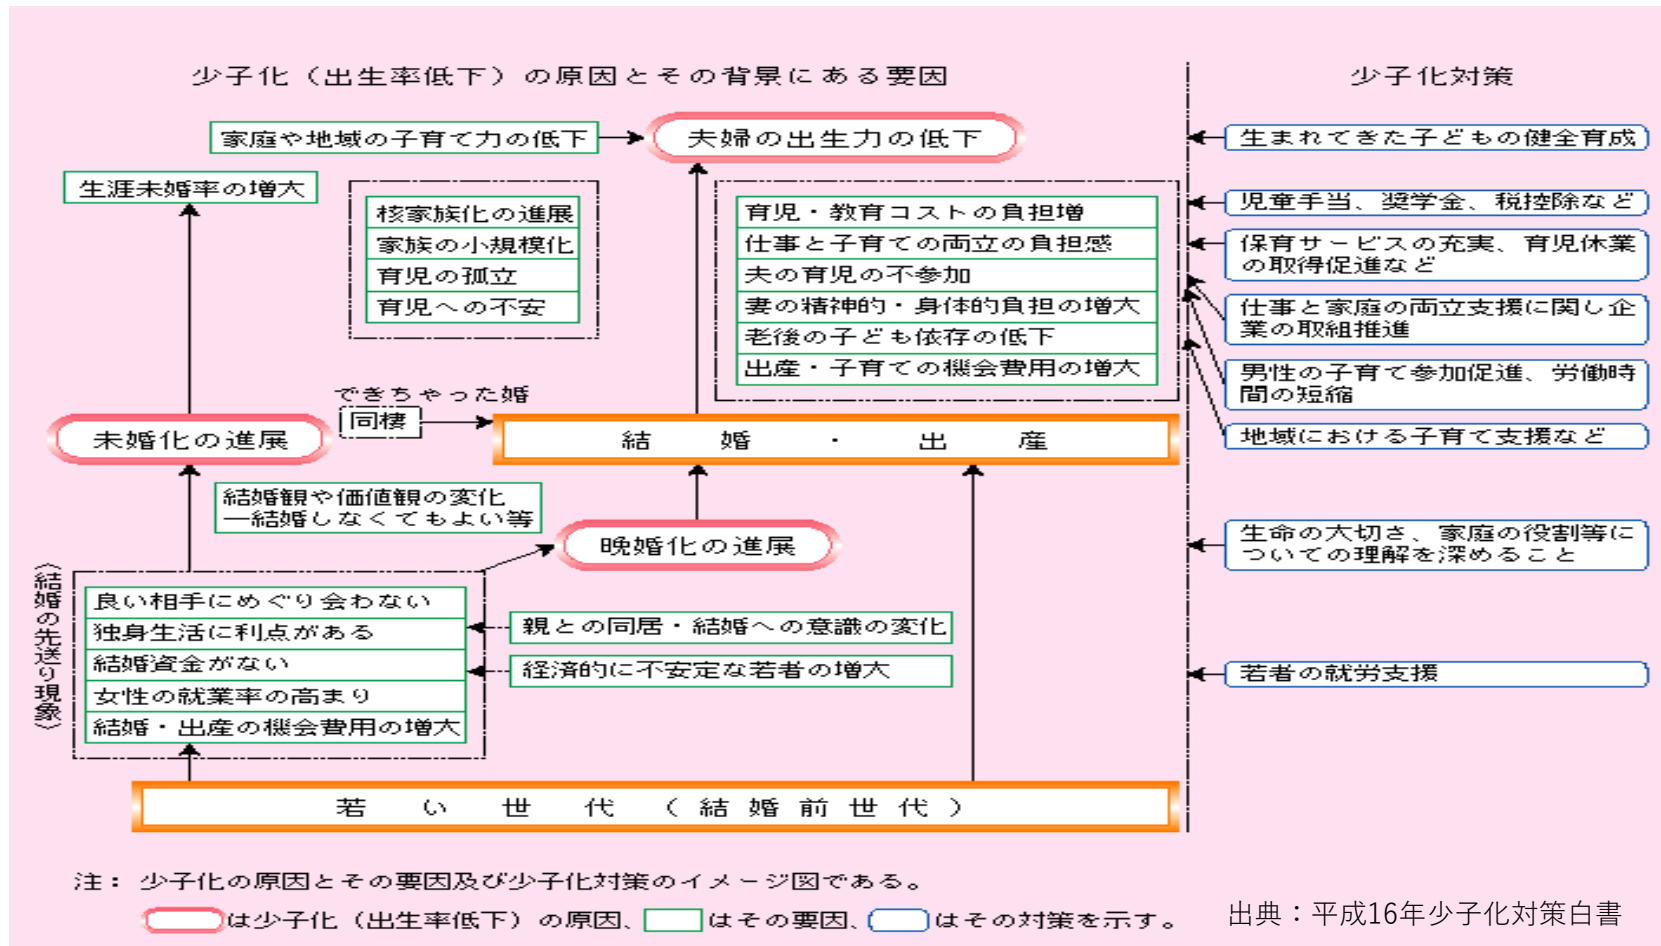 少子化（出生率低下）の原因とその背景にある要因
少子化対策
家庭や地域の子育て力の低下
夫婦の出生力の低下
生まれてきた子どもの健全育成
生涯未婚率の増大
核家族化の進展
家族の小規模化
育児の孤立
育児への不安
育児・教育コストの負担増
仕事と子育ての両立の負担感
夫の育児の不参加
妻の精神的・身体的負担の増大
老後の子ども依存の低下
出産・子育ての機会費用の増大
児童手当、奨学金、税控除など
保育サービスの充実、育児休業
の取得促進など
仕事と家庭の両立支援に関し企
業の取組推進
男性の子育て参加促進、労働時
間の短縮
地域における子育て支援など
できちゃった婚
同棲
未婚化の進展
結婚・出産
結婚観や価値観の変化
―結婚しなくてもよい等
晩婚化の進展
生命の大切さ、家庭の役割等に
ついての理解を深めること
〈結婚の先送り現象〉
良い相手にめぐり会わない
独身生活に利点がある
結婚資金がない
女性の就業率の高まり
結婚・出産の機会費用の増大
親との同居・結婚への意識の変化
経済的に不安定な若者の増大
若者の就労支援
若い世代（結婚前世代）
注：少子化の原因とその要因及び少子化対策のイメージ図である。
は少子化（出生率低下）の原因、はその要因、はその対策を示す。
出典：平成16年少子化対策白書